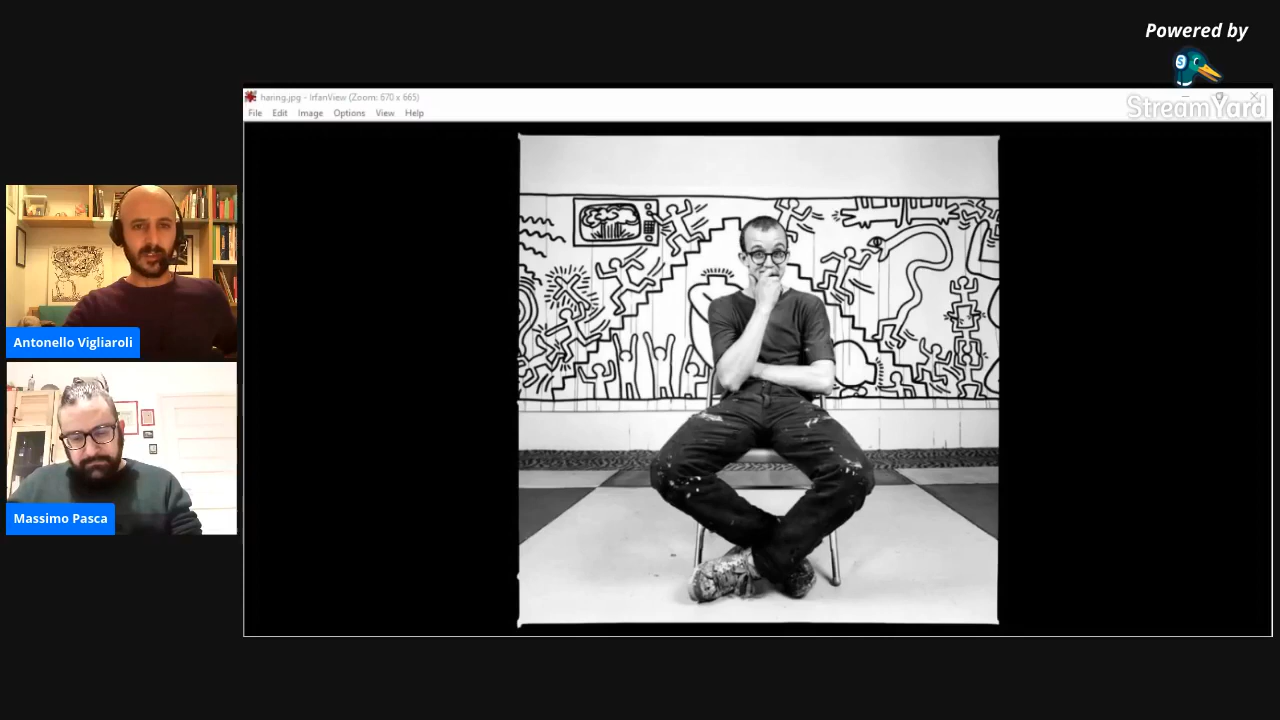 Powered by
S
StreamYard
haring.jpg - IrfanView (Zoom: 670 x 665)
File Edit Image Options View Help
Antonello Vigliaroli
Massimo Pasca